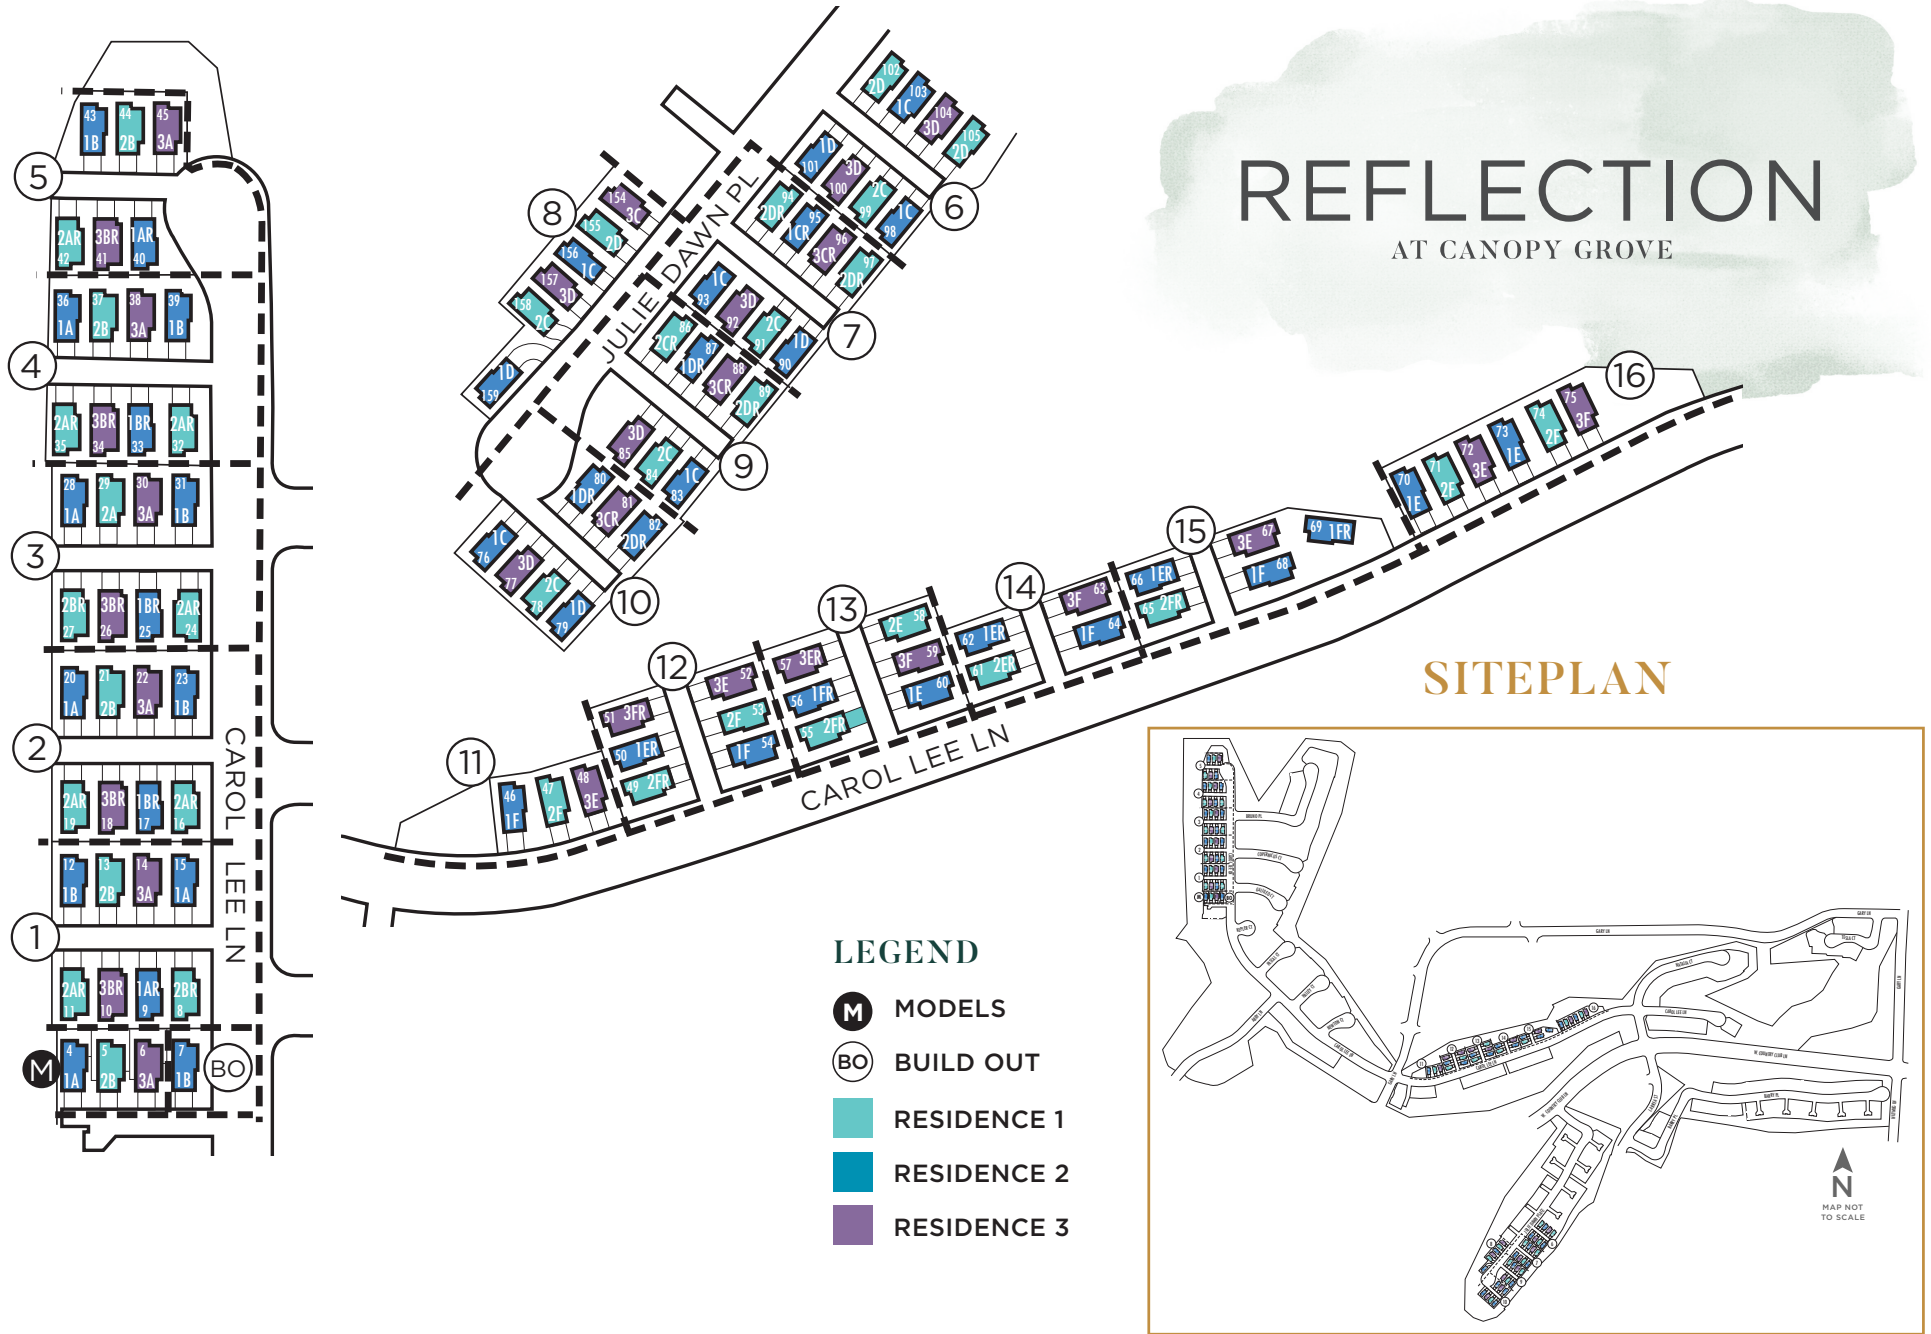 REFLECTION
AT CANOPY GROVE
SITEPLAN
5
43 1B
44 2B
45 3A
2AR 42
3BR 41
1AR 40
36 1A
37 2B
38 3A
39 1B
4
2AR 35
3BR 34
1BR 33
2AR 32
28 1A
29 2A
30 3A
31 1B
3
2BR 27
3BR 26
1BR 25
2AR 24
20 1A
21 2B
22 3A
23 1B
2
2AR 19
3BR 18
1BR 17
2AR 16
12 1B
13 2B
14 3A
15 1A
1
2AR 11
3BR 10
1AR 9
2BR 8
M
4 1A
5 2B
6 3A
7 1B
BO
CAROL LEE LN
102 2D
103 1C
104 3D
105 2D
6
1D 101
3D 100
2C 99
1C 98
94 2DR
95 1CR
96 3CR
97 2DR
7
1C 93
3D 92
2C 91
1D 90
86 2CR
87 1DR
88 3CR
89 2DR
8
154 3C
155 2D
156 1C
157 3D
158 2C
1D 159
JULIE DAWN PL
9
3D 85
2C 84
1C 83
80 1DR
81 3CR
82 2DR
10
1C 76
3D 77
2C 78
1D 79
11
46 1F
47 2F
48 3E
51 3FR
50 1ER
49 2FR
12
3E 52
2F 53
1F 54
57 3ER
56 1FR
55 2FR
13
2E 58
3F 59
1E 60
62 1ER
61 2ER
14
3F 63
1F 64
66 1ER
65 2FR
15
3E 67
1F 68
69 1FR
16
70 1E
71 2F
72 3E
73 1E
74 2F
75 3F
CAROL LEE LN
LEGEND
M MODELS
BO BUILD OUT
RESIDENCE 1
RESIDENCE 2
RESIDENCE 3
N
MAP NOT
TO SCALE